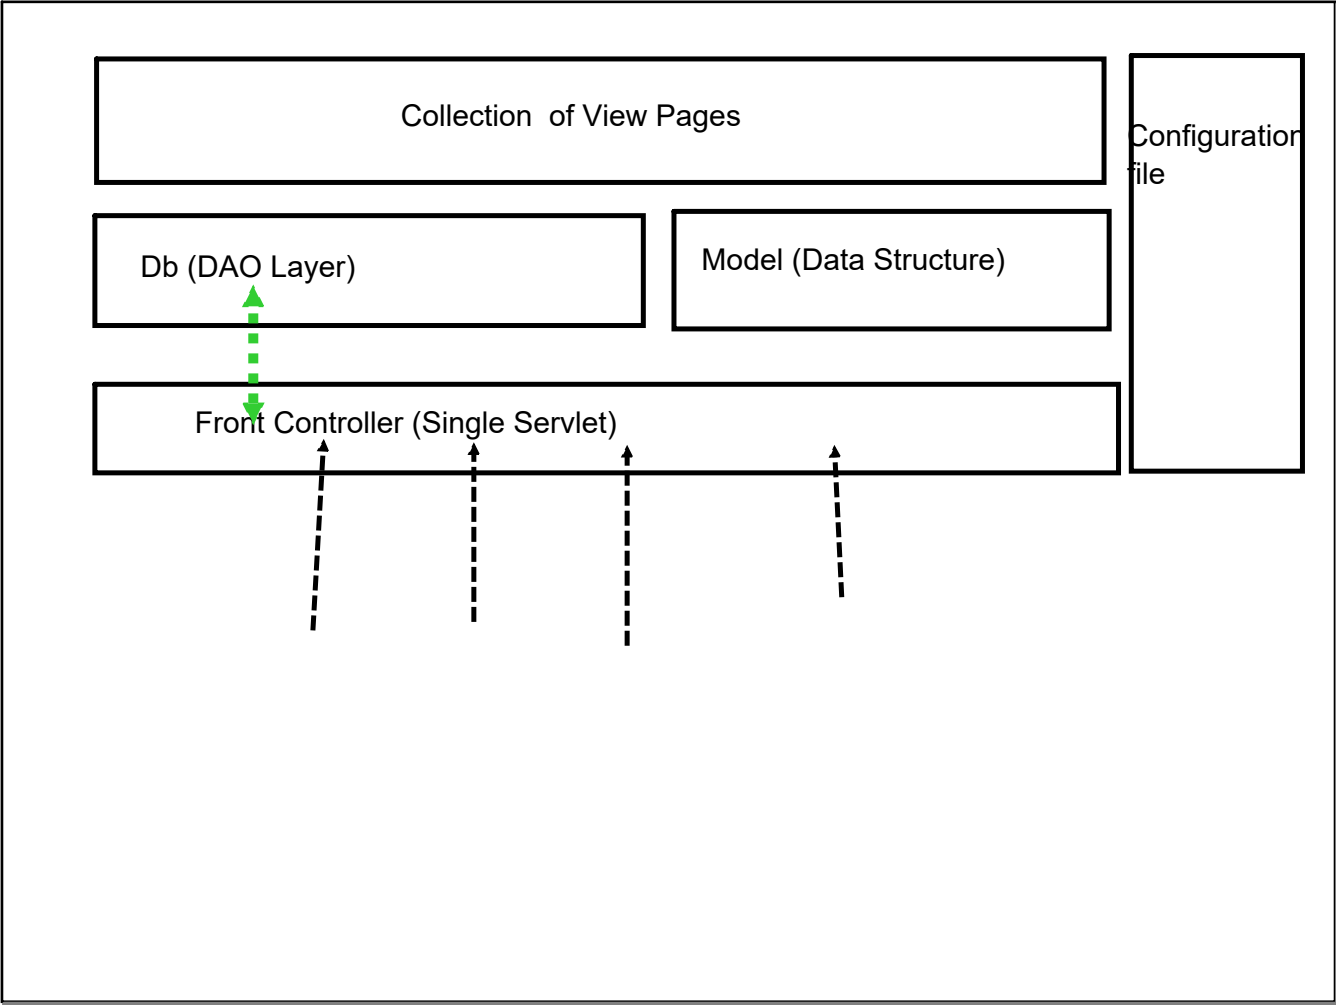 Collection  of View Pages
Configuration
file
Db (DAO Layer)
Model (Data Structure)
Front Controller (Single Servlet)